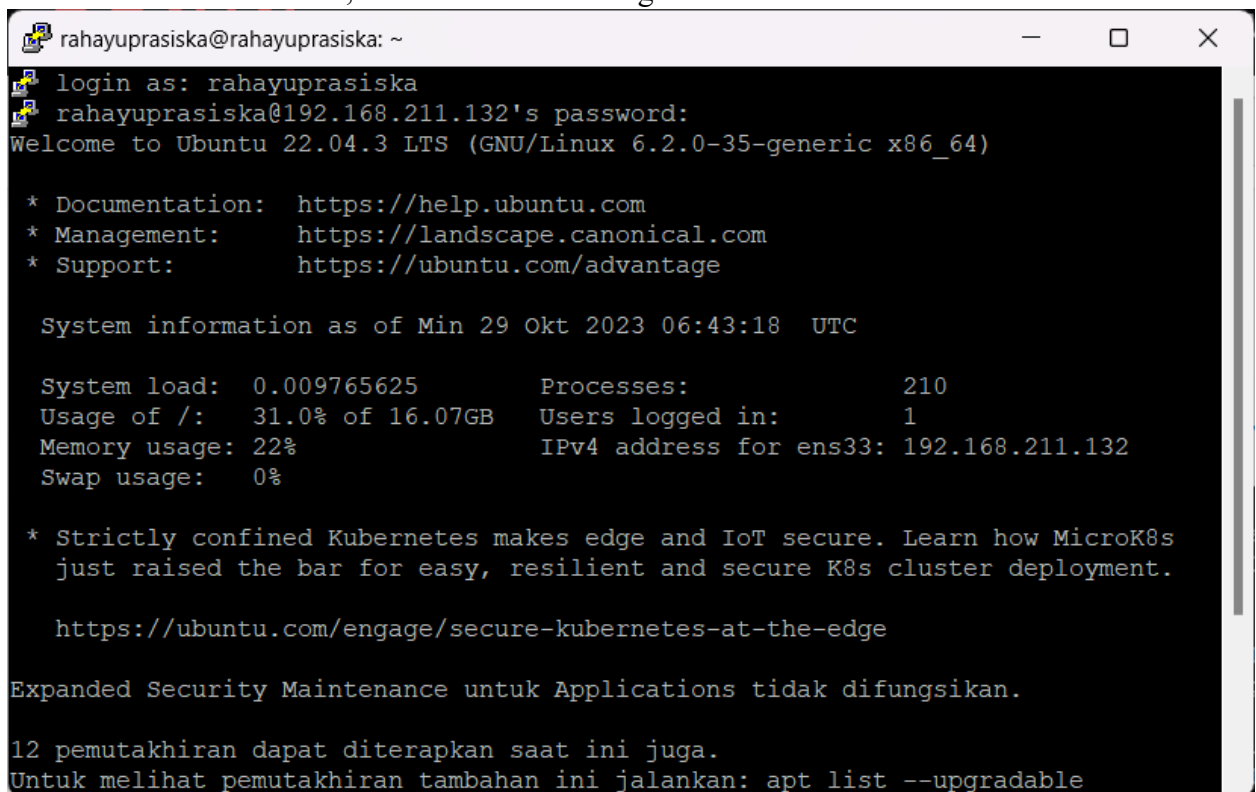 rahayuprasiska@rahayuprasiska: ~
login as: rahayuprasiska
rahayuprasiska@192.168.211.132's password:
Welcome to Ubuntu 22.04.3 LTS (GNU/Linux 6.2.0-35-generic x86_64)
* Documentation:  https://help.ubuntu.com
* Management:     https://landscape.canonical.com
* Support:        https://ubuntu.com/advantage
System information as of Min 29 Okt 2023 06:43:18  UTC
System load:  0.009765625        Processes:              210
Usage of /:   31.0% of 16.07GB   Users logged in:        1
Memory usage: 22%                IPv4 address for ens33: 192.168.211.132
Swap usage:   0%
* Strictly confined Kubernetes makes edge and IoT secure. Learn how MicroK8s
just raised the bar for easy, resilient and secure K8s cluster deployment.
https://ubuntu.com/engage/secure-kubernetes-at-the-edge
Expanded Security Maintenance untuk Applications tidak difungsikan.
12 pemutakhiran dapat diterapkan saat ini juga.
Untuk melihat pemutakhiran tambahan ini jalankan: apt list --upgradable